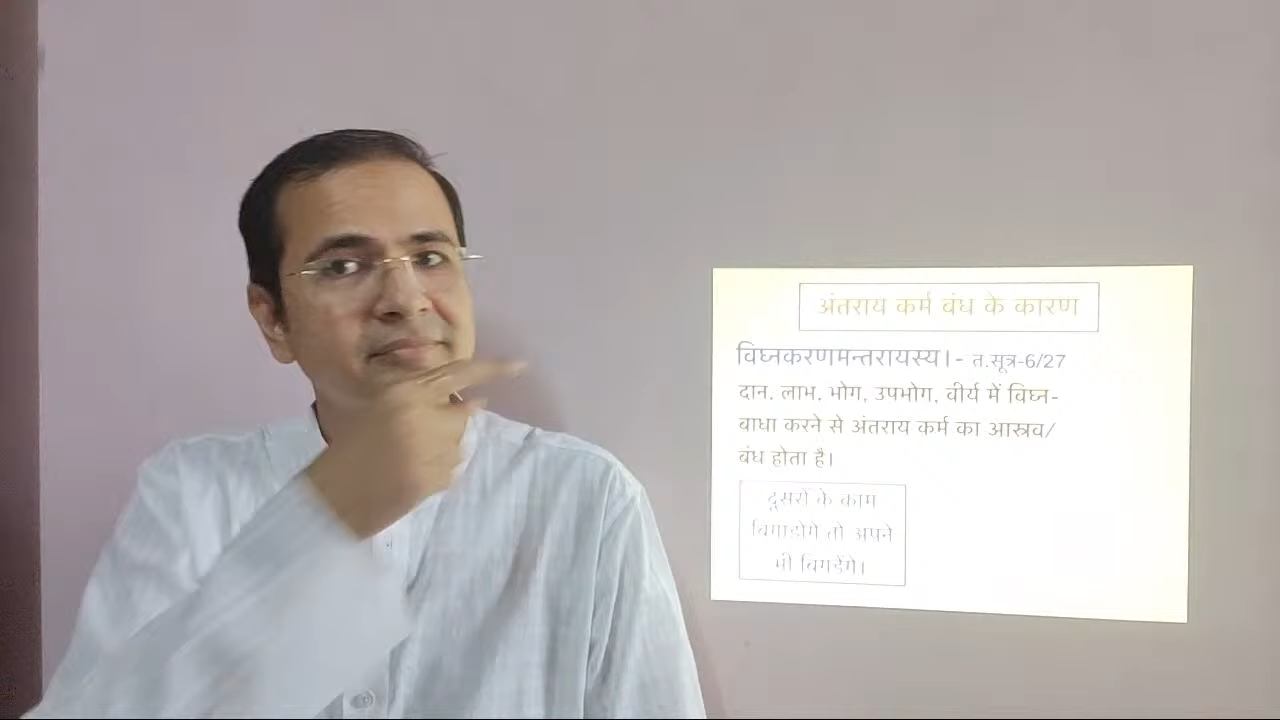 अंतराय कर्म बंध के कारण
विघ्नकरणमन्तरायस्य।- त.सूत्र-6/27
दान, लाभ, भोग, उपभोग, वीर्य में विघ्न-
बाधा करने से अंतराय कर्म का आस्त्रव/
बंध होता है।
दूसरों के काम
बिगाड़ोगे तो अपने
भी बिगडेंगे।